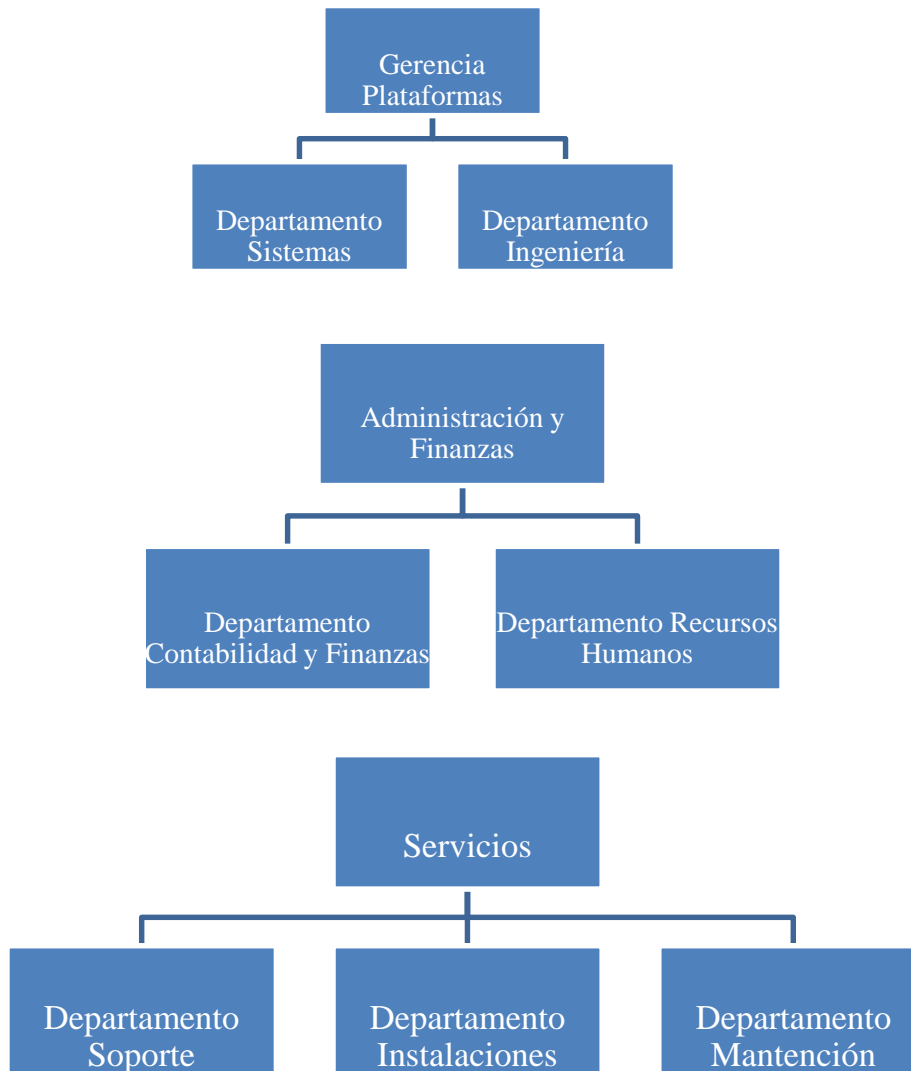 Gerencia
Plataformas
Departamento
Sistemas
Departamento
Ingeniería
Administración y
Finanzas
Departamento
Contabilidad y Finanzas
Departamento Recursos
Humanos
Servicios
Departamento
Soporte
Departamento
Instalaciones
Departamento
Mantención